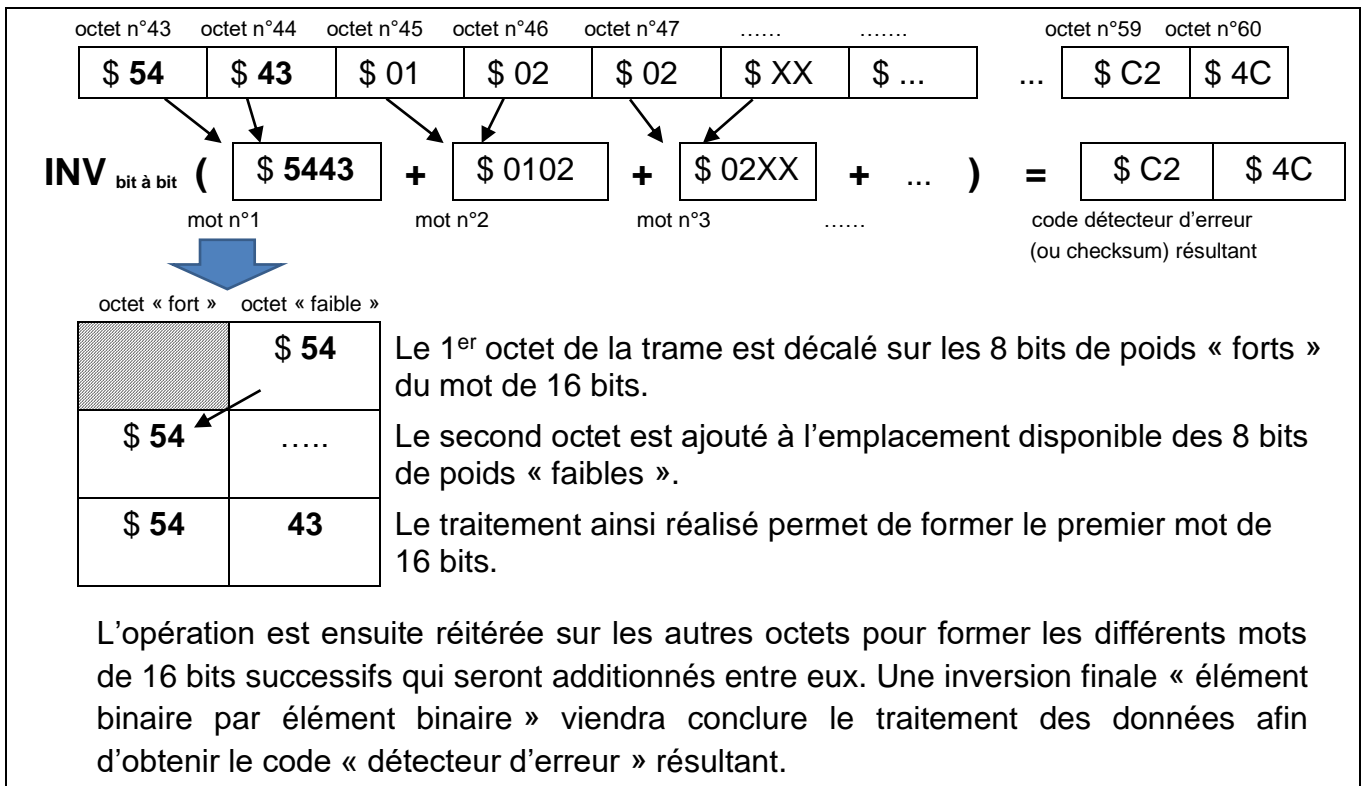 octet n°43 octet n°44 octet n°45 octet n°46 octet n°47 …… ……. octet n°59 octet n°60
$ 54 $ 43 $ 01 $ 02 $ 02 $ XX $ ... ... $ C2 $ 4C
INV bit à bit ( $ 5443 + $ 0102 + $ 02XX + ... ) = $ C2 $ 4C
mot n°1 mot n°2 mot n°3 …… code détecteur d’erreur
(ou checksum) résultant
octet « fort » octet « faible »
$ 54 Le 1er octet de la trame est décalé sur les 8 bits de poids « forts »
du mot de 16 bits.
$ 54 ….. Le second octet est ajouté à l’emplacement disponible des 8 bits
de poids « faibles ».
$ 54 43 Le traitement ainsi réalisé permet de former le premier mot de
16 bits.
L’opération est ensuite réitérée sur les autres octets pour former les différents mots
de 16 bits successifs qui seront additionnés entre eux. Une inversion finale « élément
binaire par élément binaire » viendra conclure le traitement des données afin
d’obtenir le code « détecteur d’erreur » résultant.